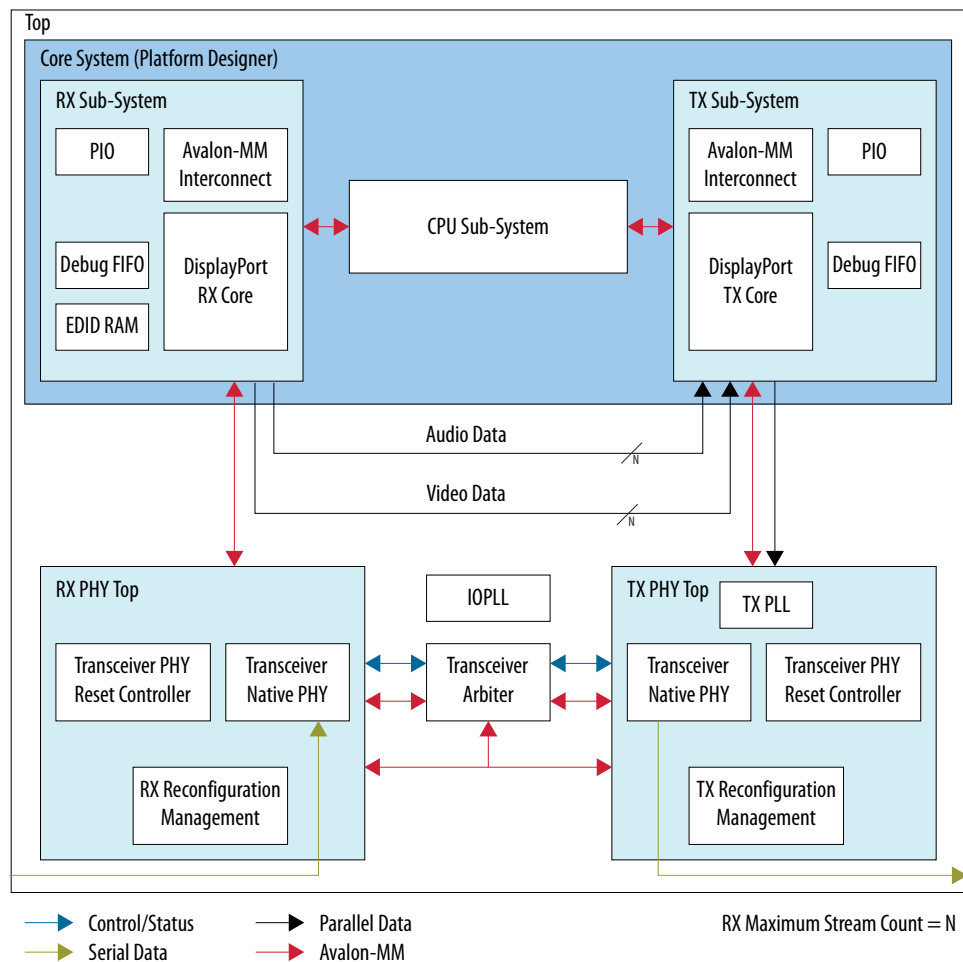 Top
Core System (Platform Designer)
RX Sub-System
PIO
Avalon-MM
Interconnect
Debug FIFO
EDID RAM
DisplayPort
RX Core
CPU Sub-System
TX Sub-System
Avalon-MM
Interconnect
PIO
DisplayPort
TX Core
Debug FIFO
Audio Data
N
Video Data
N
RX PHY Top
Transceiver PHY
Reset Controller
Transceiver
Native PHY
RX Reconfiguration
Management
IOPLL
Transceiver
Arbiter
TX PHY Top
TX PLL
Transceiver
Native PHY
Transceiver PHY
Reset Controller
TX Reconfiguration
Management
Control/Status
Parallel Data
RX Maximum Stream Count = N
Serial Data
Avalon-MM